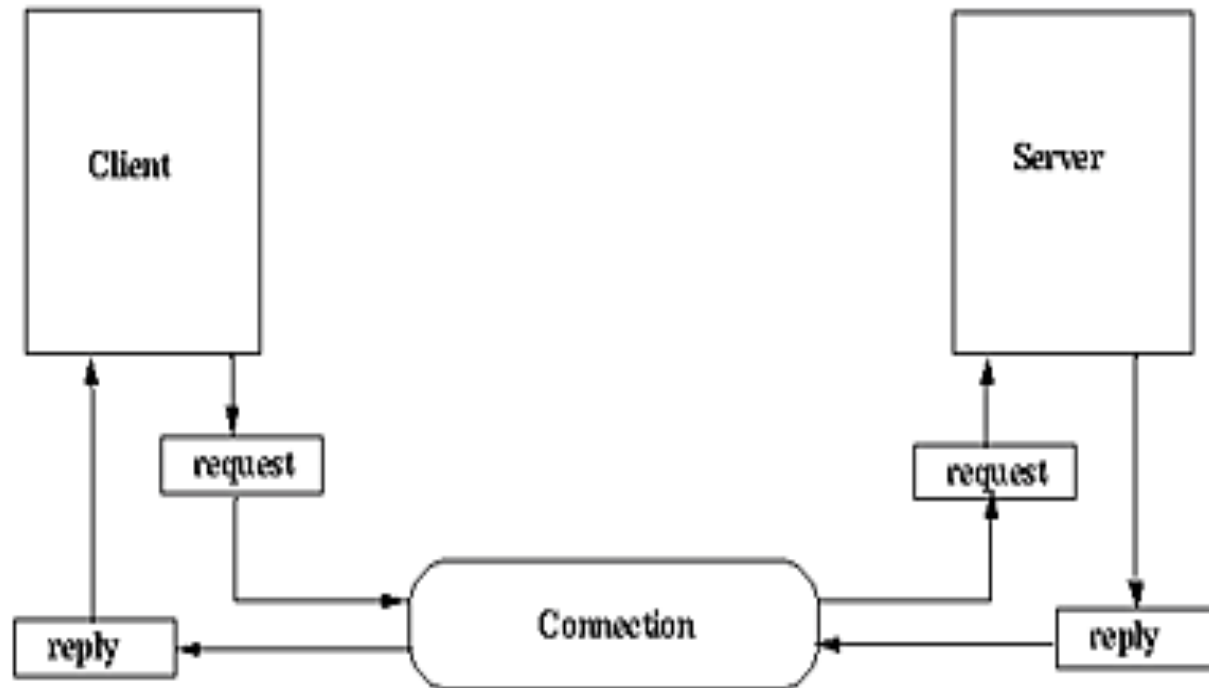 Client
Server
request
request
Connection
reply
reply